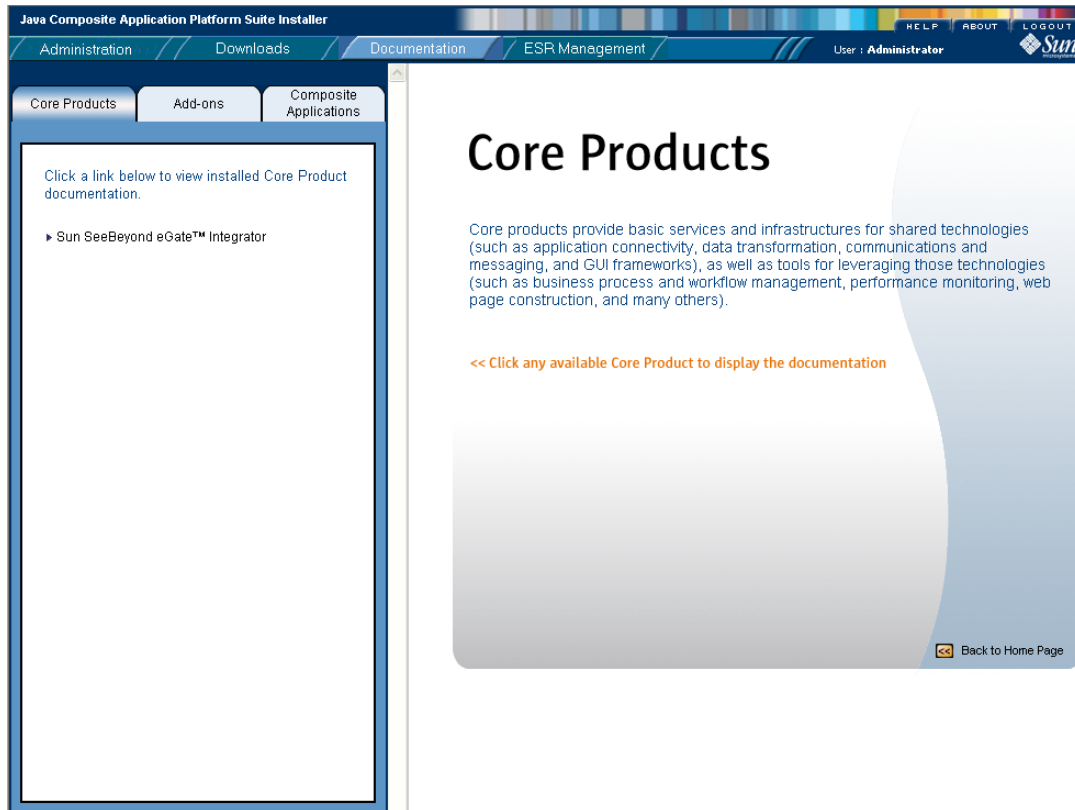 Java Composite Application Platform Suite Installer
HELP ABOUT LOGOUT
Administration Downloads Documentation ESR Management
User : Administrator
Sun
microsystems
Core Products
Add-ons
Composite
Applications
Click a link below to view installed Core Product
documentation.
Sun SeeBeyond eGate™ Integrator
Core Products
Core products provide basic services and infrastructures for shared technologies
(such as application connectivity, data transformation, communications and
messaging, and GUI frameworks), as well as tools for leveraging those technologies
(such as business process and workflow management, performance monitoring, web
page construction, and many others).
<< Click any available Core Product to display the documentation
<< Back to Home Page